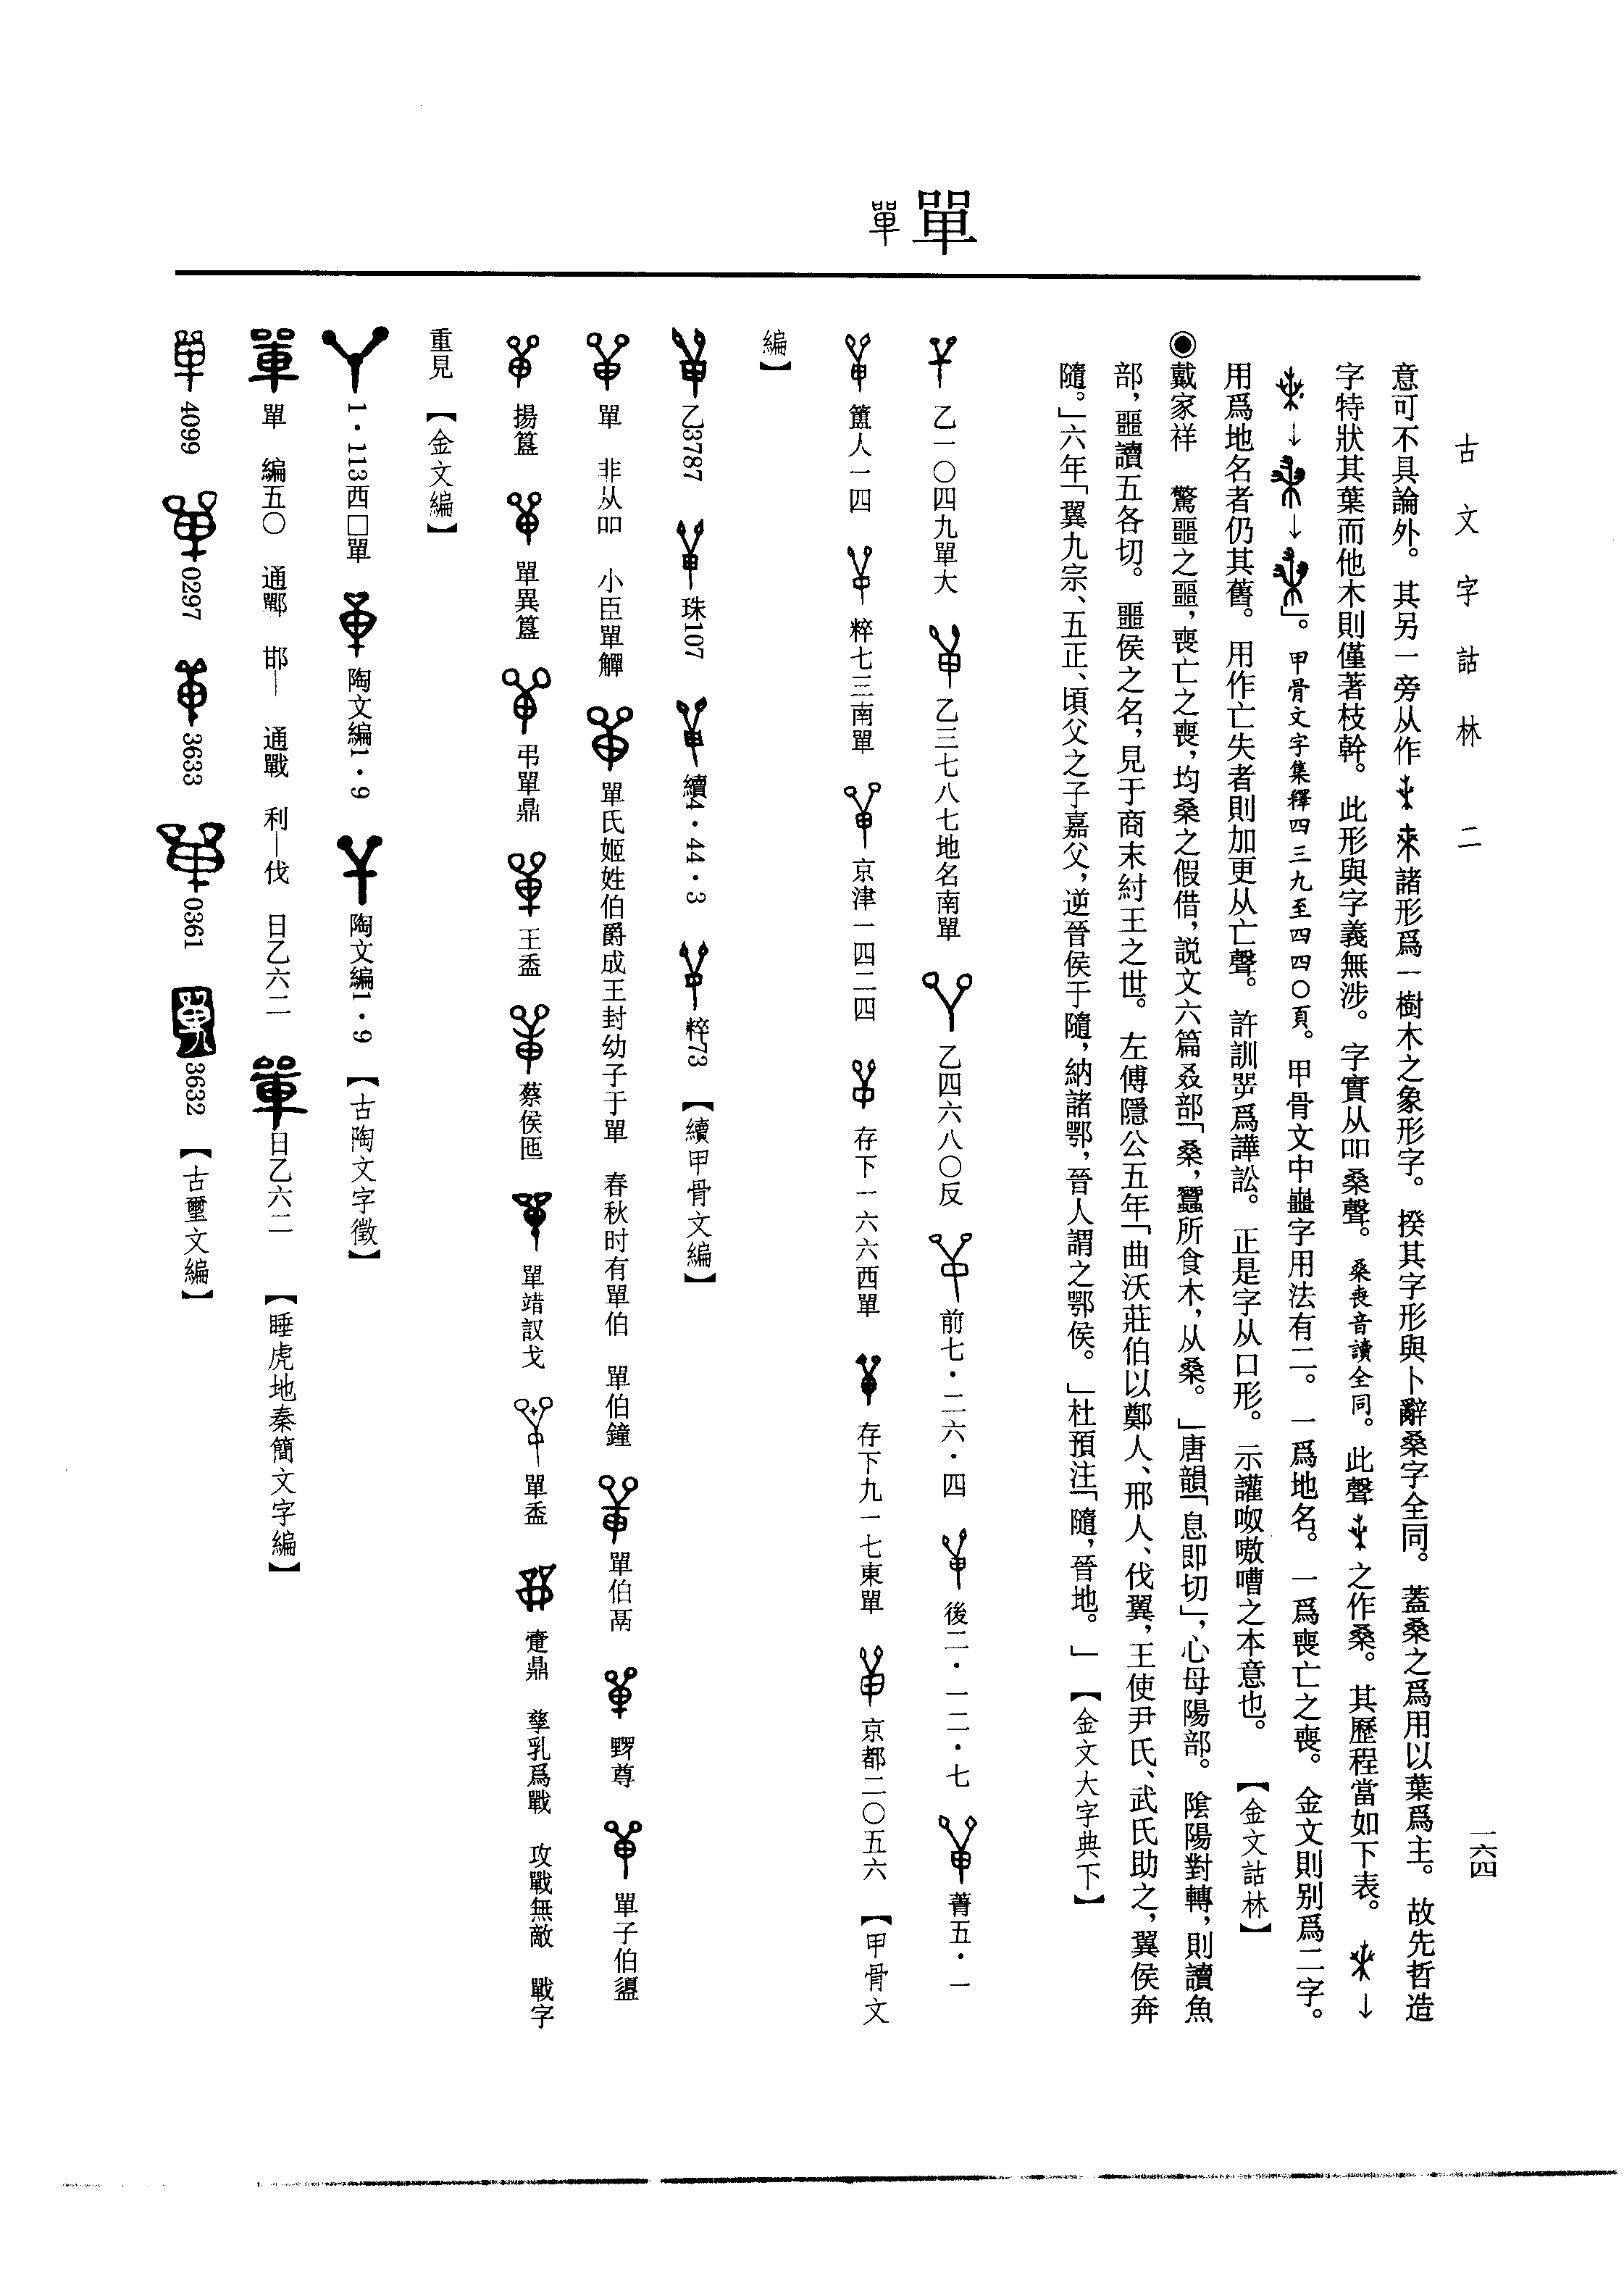 古文字詁林 二
一六四
單 單
意可不具論外。其另一旁从作諸形爲一樹木之象形字。揆其字形與卜辭桑字全同。蓋桑之爲用以葉爲主。故先哲造
字特狀其葉而他木則僅著枝幹。此形與字義無涉。字實从吅桑聲。桑喪音讀全同。此聲之作桑。其歷程當如下表。↓
↓↓」。甲骨文字集釋四三九至四四〇頁。甲骨文中字用法有二。一爲地名。一爲喪亡之喪。金文則别爲二字。
用爲地名者仍其舊。用作亡失者則加更从亡聲。許訓咢爲譁訟。正是字从口形。示讙呶嗷嘈之本意也。【金文詁林】
◉戴家祥 驚噩之噩,喪亡之喪,均桑之假借,説文六篇叒部「桑,蠶所食木,从桑。」唐韻「息即切」,心母陽部。陰陽對轉,則讀魚
部,噩讀五各切。噩侯之名,見于商末紂王之世。左傅隱公五年「曲沃莊伯以鄭人、邢人、伐翼,王使尹氏、武氏助之,翼侯奔
隨。」六年「翼九宗、五正、頃父之子嘉父,逆晉侯于隨,納諸鄂,晉人謂之鄂侯。」杜預注「隨,晉地。」【金文大字典下】
乙一〇四九單大 乙三七八七地名南單 乙四六八〇反 前七·二六·四 後二·一二·七 菁五·一
簠人一四 粹七三南單 京津一四二四 存下一六六西單 存下九一七東單 京都二〇五六 【甲骨文
編】
乙3787 珠107 續4·44·3 粹73 【續甲骨文編】
單 非从吅 小臣單觶 單氏姬姓伯爵成王封幼子于單 春秋时有單伯 單伯鐘 單伯鬲 尊 單子伯盨
揚簋 單異簋 弔單鼎 王盉 蔡侯匜 單靖戈 單盉 鼎 孳乳爲戰 攻戰無敵 戰字
重見 【金文編】
1·113西□單 陶文編1·9 陶文編1·9 【古陶文字徵】
單 編五〇 通鄲 邯— 通戰 利—伐 日乙六二 日乙六二 【睡虎地秦簡文字編】
4099 0297 3633 0361 3632 【古璽文編】